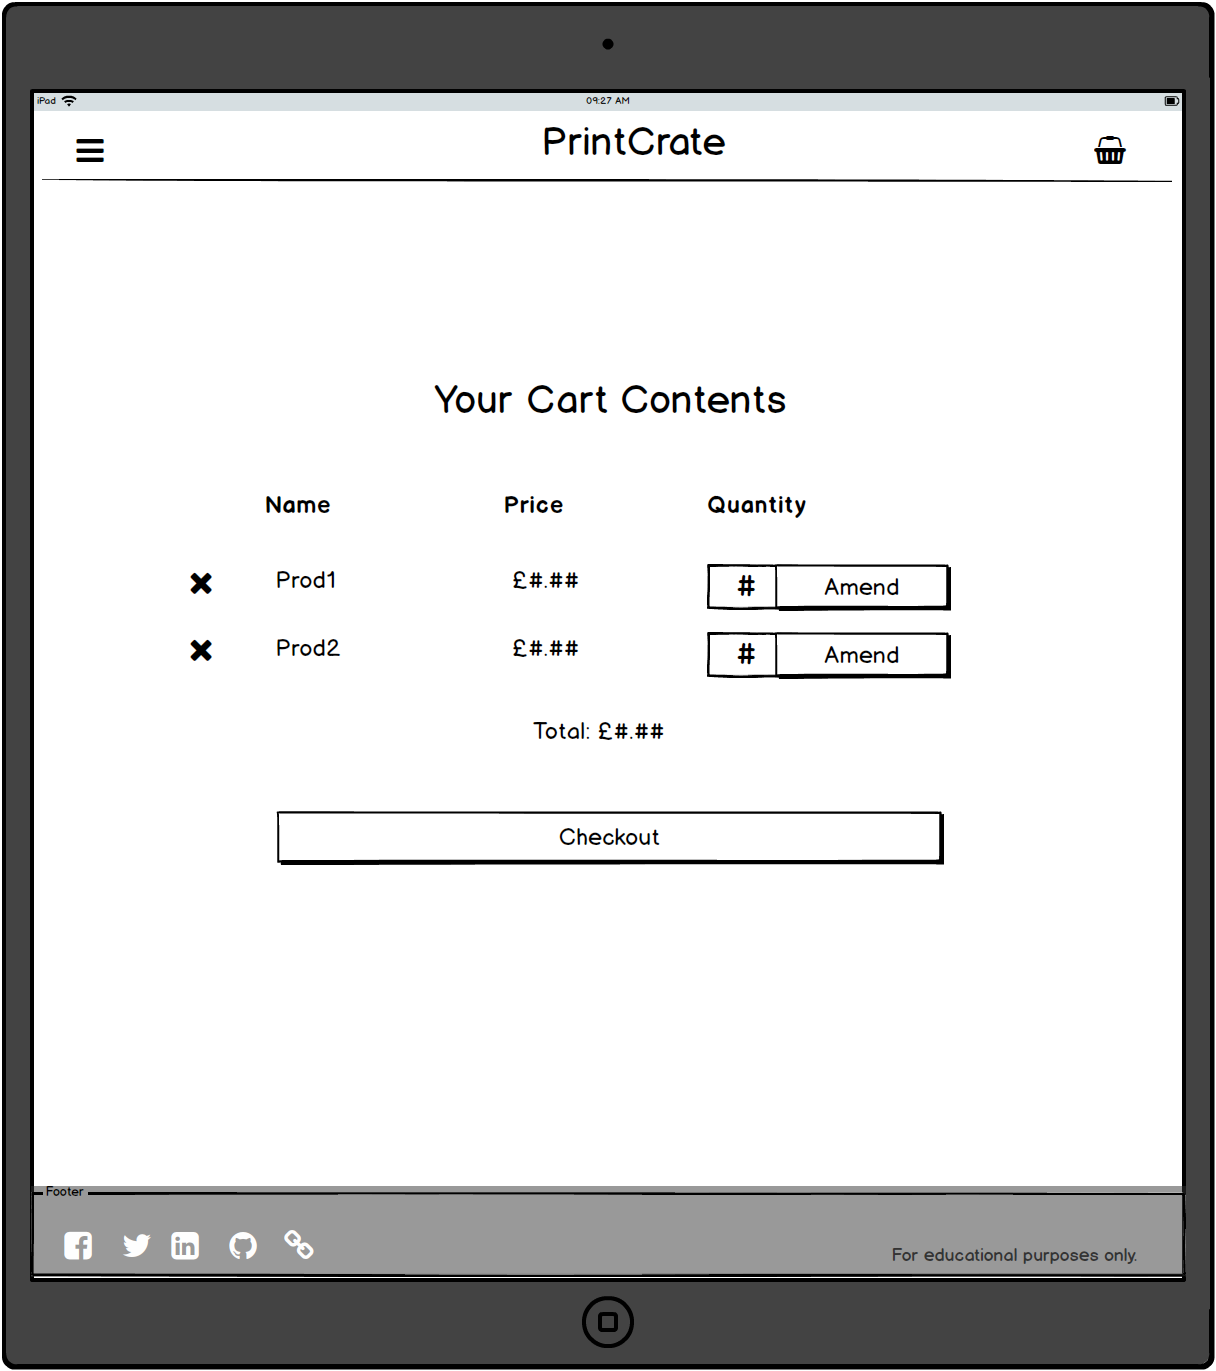 iPad 09:27 AM
PrintCrate
Your Cart Contents
Name Price Quantity
Prod1 £#.## # Amend
Prod2 £#.## # Amend
Total: £#.##
Checkout
Footer
For educational purposes only.